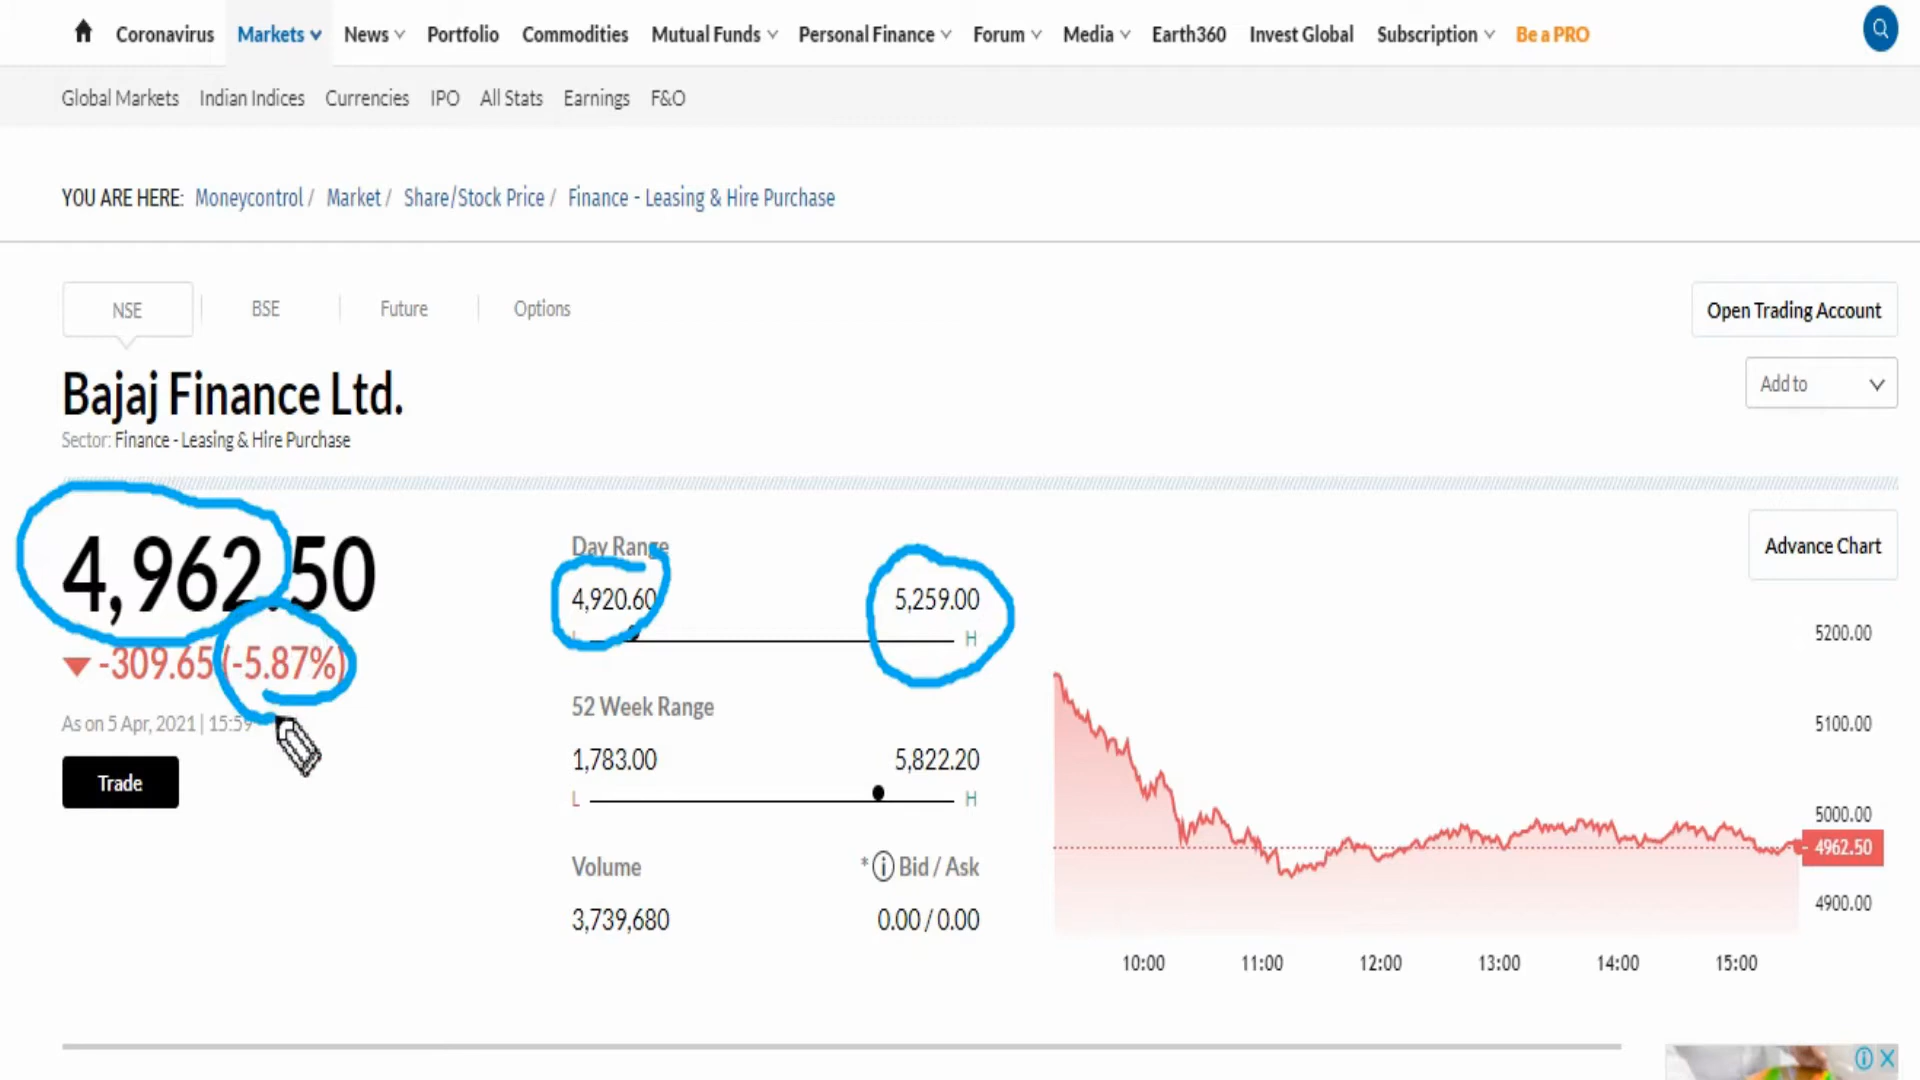 Coronavirus Markets News Portfolio Commodities Mutual Funds Personal Finance Forum Media Earth360 Invest Global Subscription Be a PRO
Global Markets Indian Indices Currencies IPO All Stats Earnings F&O
YOU ARE HERE: Moneycontrol / Market / Share/Stock Price / Finance - Leasing & Hire Purchase
NSE BSE Future Options
Open Trading Account
Add to
Bajaj Finance Ltd.
Sector: Finance - Leasing & Hire Purchase
4,962.50
-309.65 (-5.87%)
As on 5 Apr, 2021 | 15:59
Trade
Day Range
4,920.60 5,259.00
L H
52 Week Range
1,783.00 5,822.20
L H
Volume * Bid / Ask
3,739,680 0.00 / 0.00
Advance Chart
5200.00
5100.00
5000.00
4962.50
4900.00
10:00 11:00 12:00 13:00 14:00 15:00